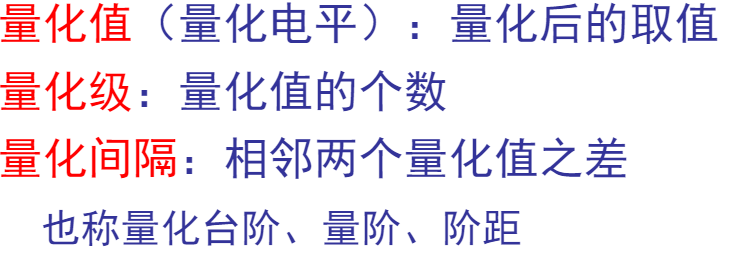 量化值（量化电平）：量化后的取值
量化级：量化值的个数
量化间隔：相邻两个量化值之差
也称量化台阶、量阶、阶距